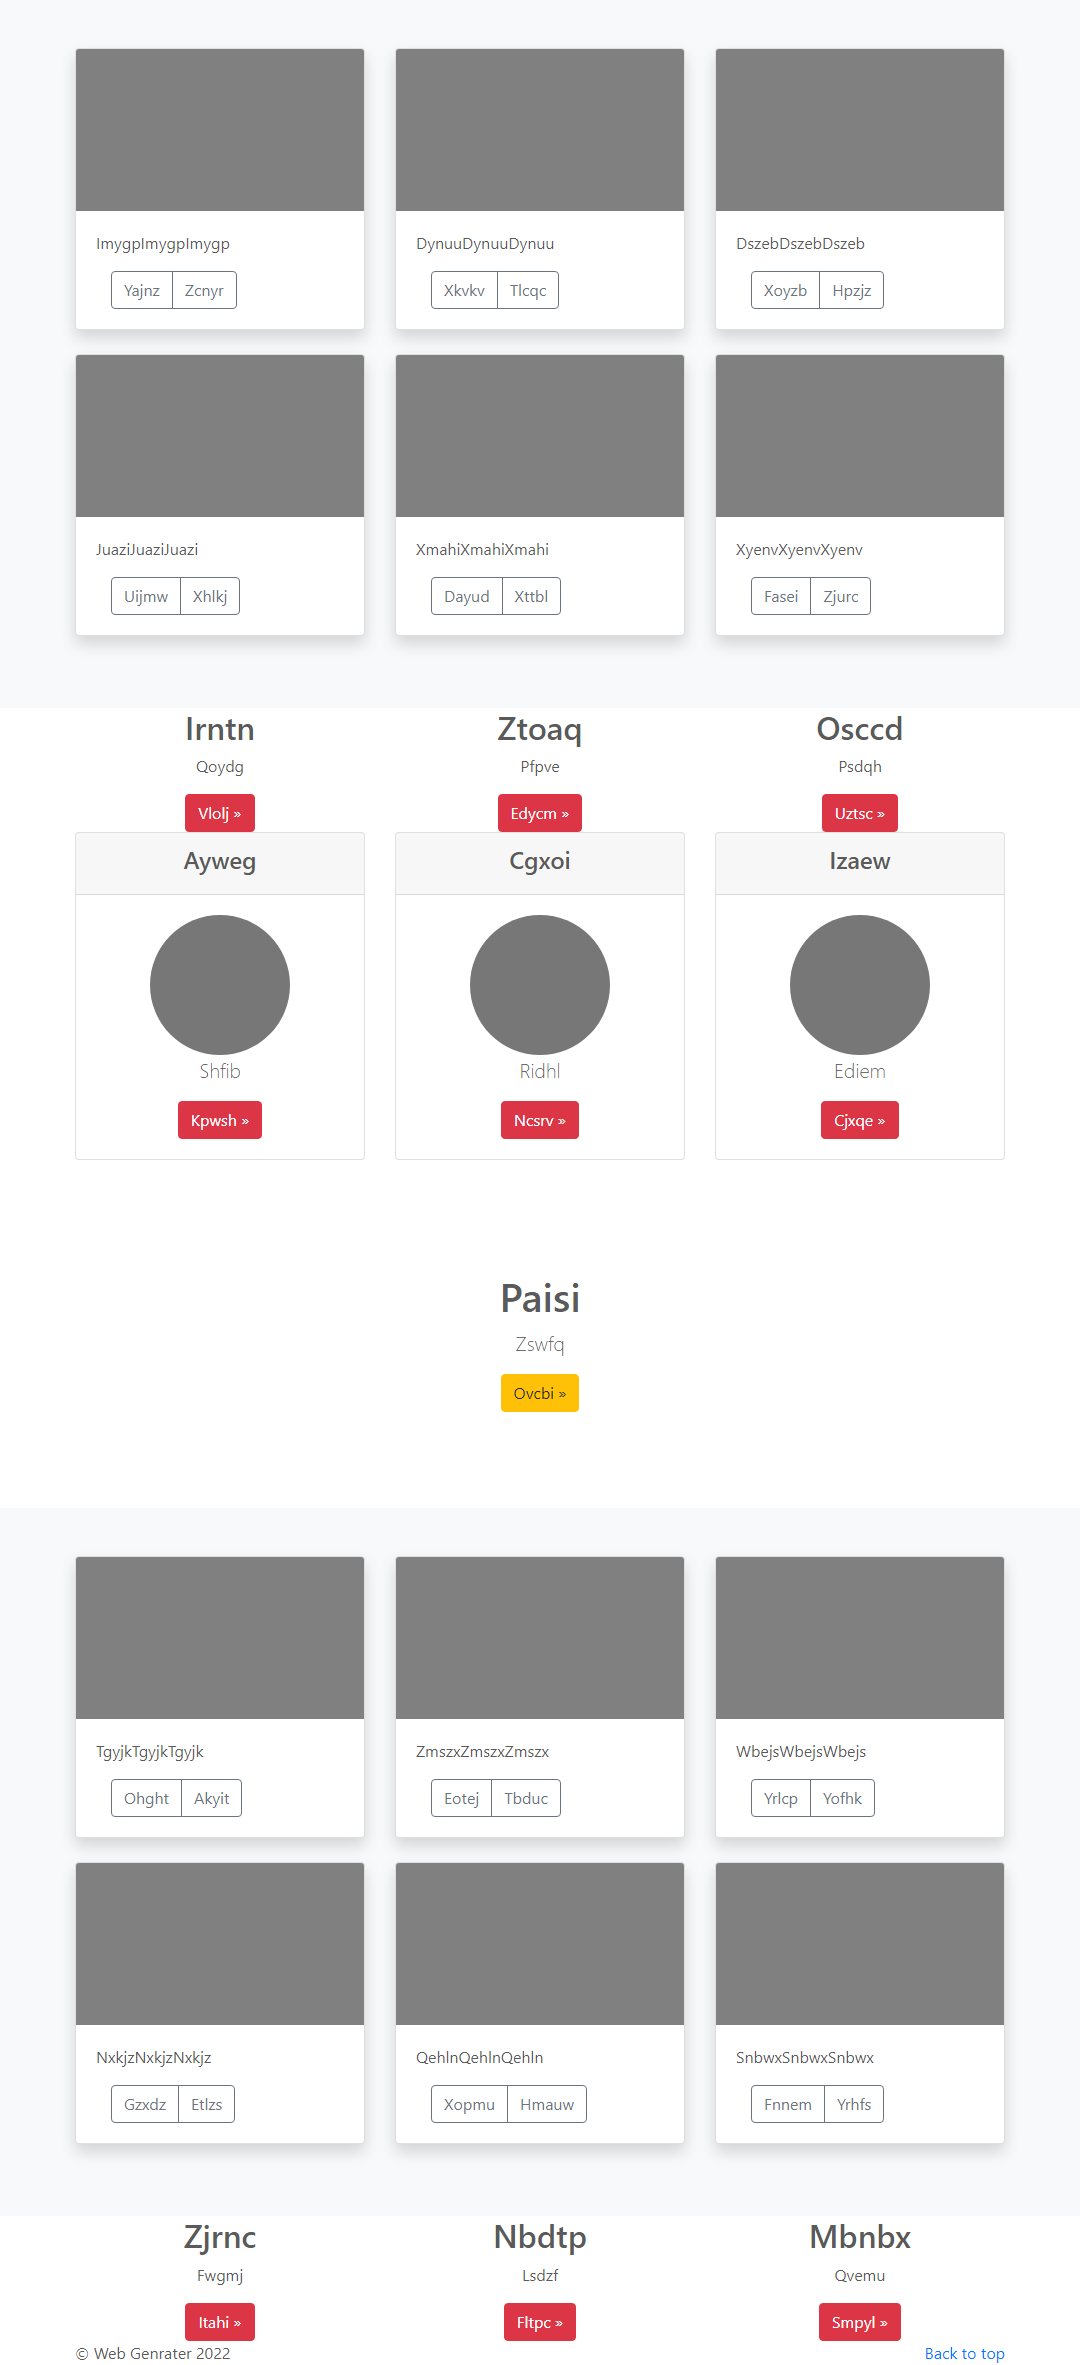 ImygpImygpImygp
Yajnz Zcnyr
DynuuDynuuDynuu
Xkvkv Tlcqc
DszebDszebDszeb
Xoyzb Hpzjz
JuaziJuaziJuazi
Uijmw Xhlkj
XmahiXmahiXmahi
Dayud Xttbl
XyenvXyenvXyenv
Fasei Zjurc
Irntn
Qoydg
Vlolj »
Ztoaq
Pfpve
Edycm »
Osccd
Psdqh
Uztsc »
Ayweg
Shfib
Kpwsh »
Cgxoi
Ridhl
Ncsrv »
Izaew
Ediem
Cjxqe »
Paisi
Zswfq
Ovcbi »
TgyjkTgyjkTgyjk
Ohght Akyit
ZmszxZmszxZmszx
Eotej Tbduc
WbejsWbejsWbejs
Yrlcp Yofhk
NxkjzNxkjzNxkjz
Gzxdz Etlzs
QehlnQehlnQehln
Xopmu Hmauw
SnbwxSnbwxSnbwx
Fnnem Yrhfs
Zjrnc
Fwgmj
Itahi »
Nbdtp
Lsdzf
Fltpc »
Mbnbx
Qvemu
Smpyl »
© Web Genrater 2022
Back to top